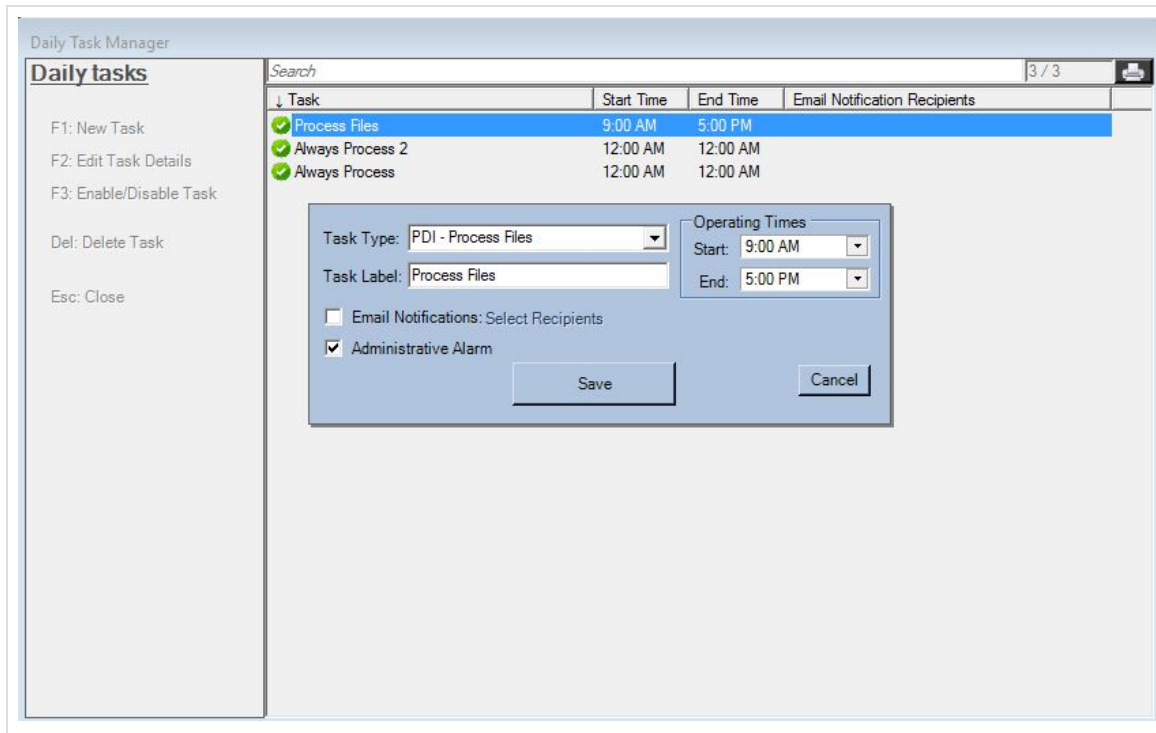 Daily Task Manager
Daily tasks
F1: New Task
F2: Edit Task Details
F3: Enable/Disable Task
Del: Delete Task
Esc: Close
Search
3 / 3
↓ Task Start Time End Time Email Notification Recipients
Process Files 9:00 AM 5:00 PM
Always Process 2 12:00 AM 12:00 AM
Always Process 12:00 AM 12:00 AM
Task Type: PDI - Process Files
Task Label: Process Files
Operating Times
Start: 9:00 AM
End: 5:00 PM
Email Notifications: Select Recipients
Administrative Alarm
Save
Cancel